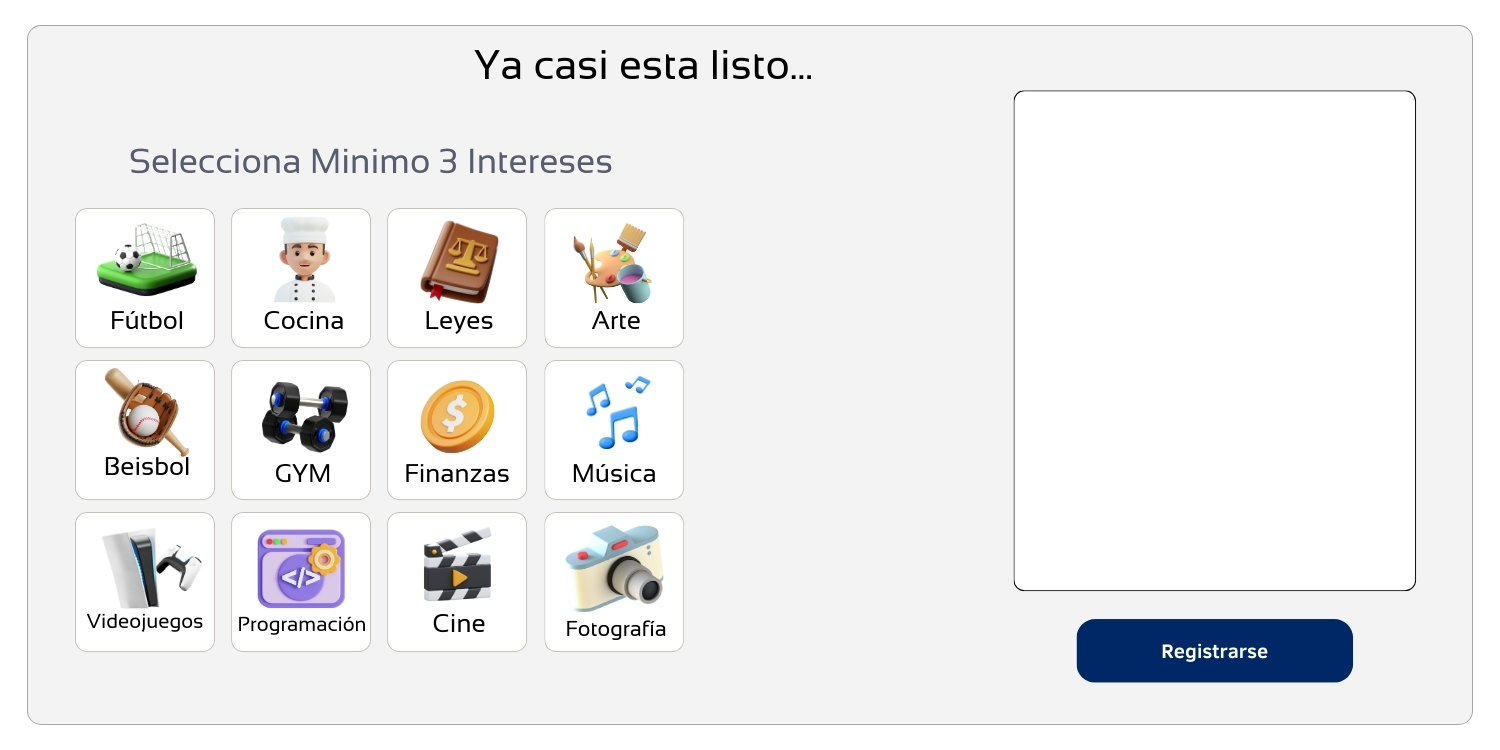 Ya casi esta listo...
Selecciona Minimo 3 Intereses
Fútbol
Cocina
Leyes
Arte
Beisbol
GYM
Finanzas
Música
Videojuegos
Programación
Cine
Fotografía
Registrarse